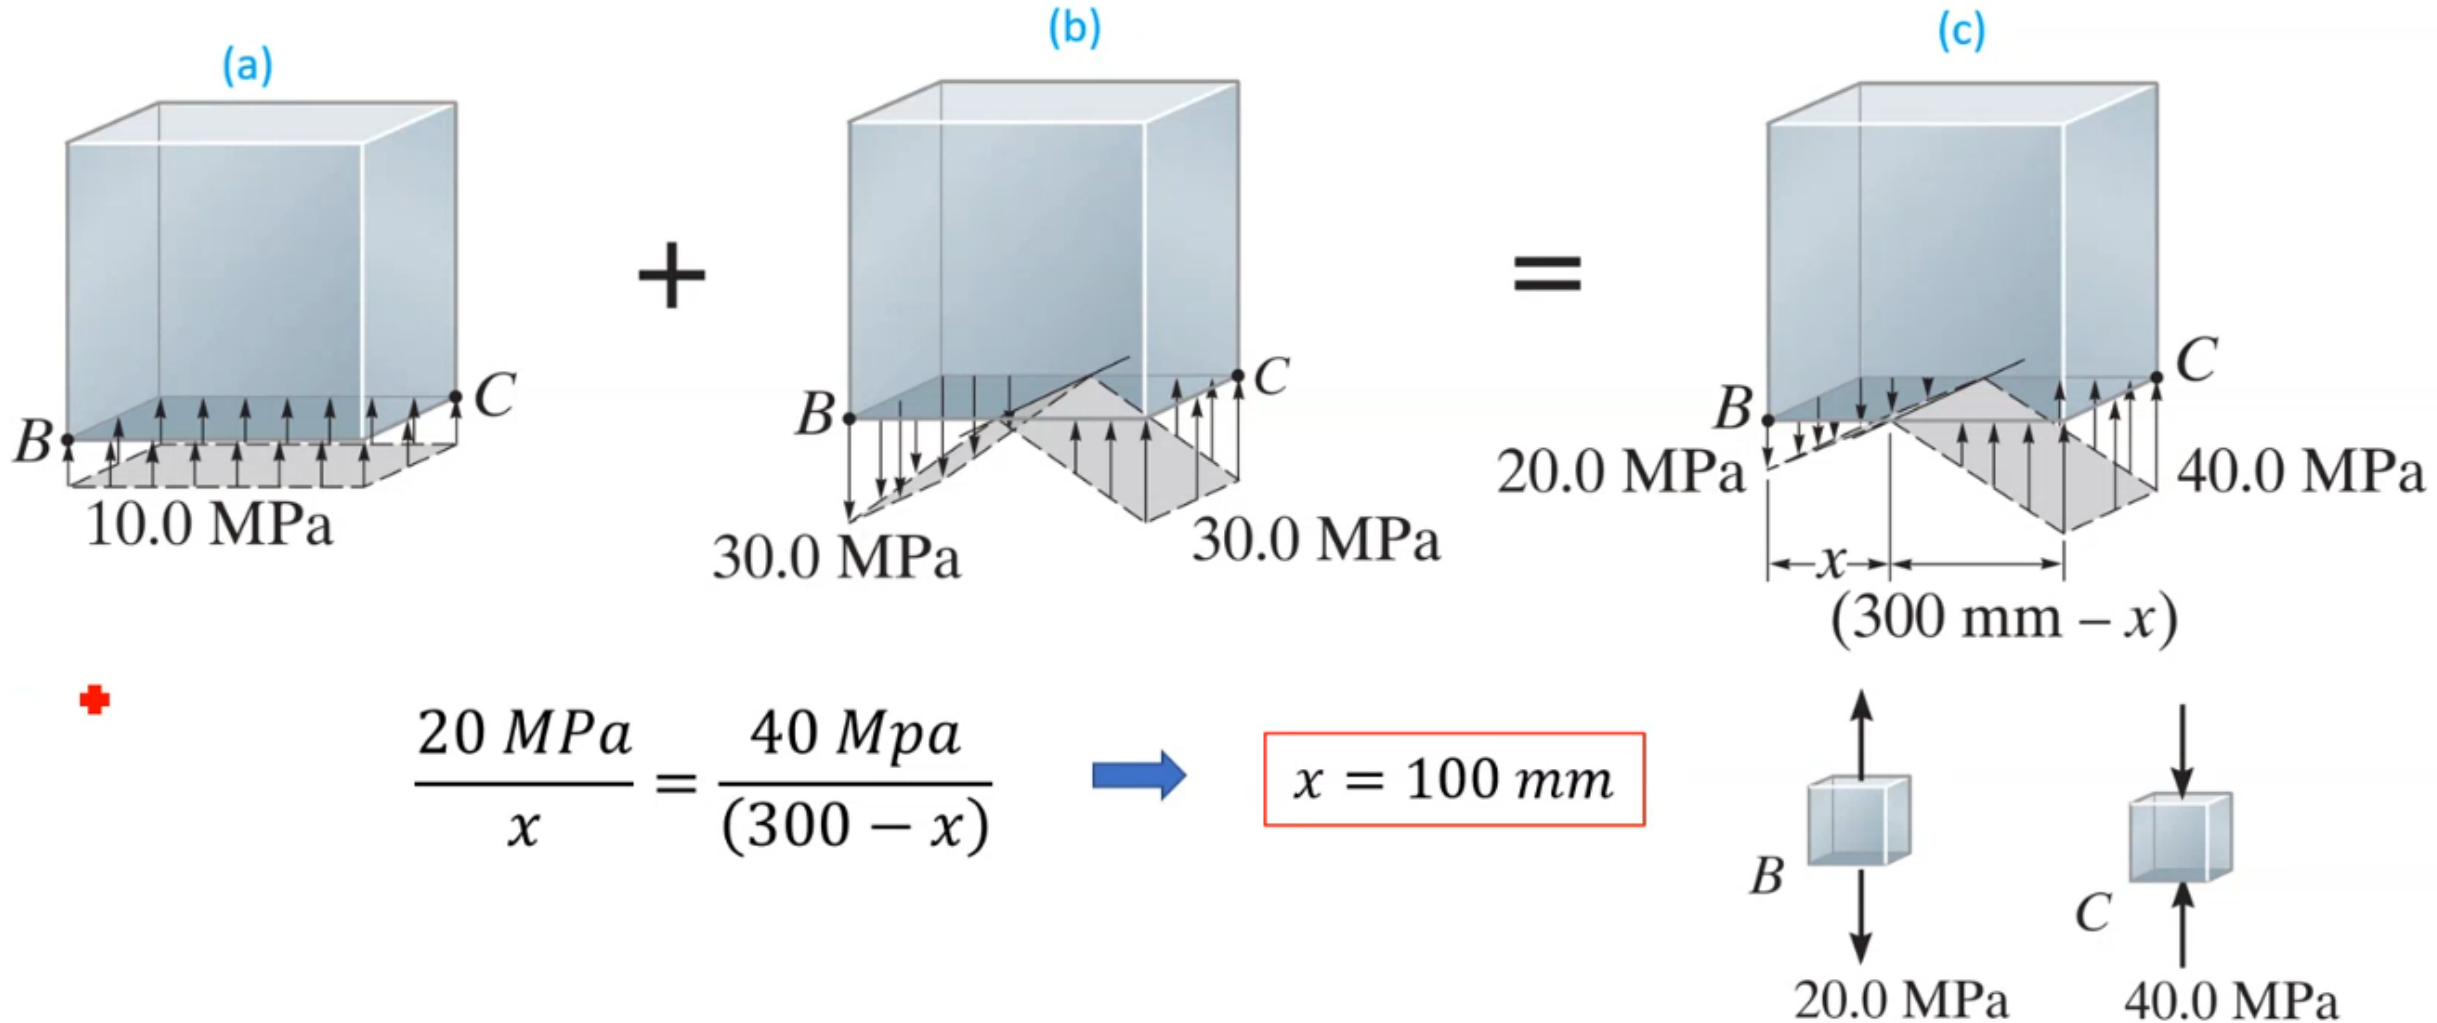 (a)
(b)
(c)
B
C
10.0 MPa
+
B
C
30.0 MPa
30.0 MPa
=
B
C
20.0 MPa
40.0 MPa
x
(300 mm – x)
20 MPa / x = 40 Mpa / (300 − x)
x = 100 mm
B
20.0 MPa
C
40.0 MPa